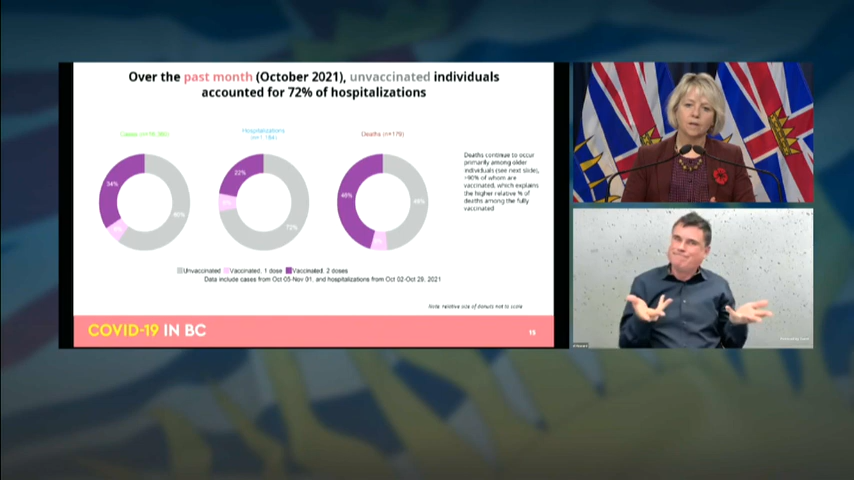 Over the past month (October 2021), unvaccinated individuals
accounted for 72% of hospitalizations
Hospitalizations
Deaths (n=179)
34%
22%
72%
Deaths continue to occur
primarily among older
individuals (see next slide),
>90% of whom are
vaccinated, which explains
the higher relative % of
deaths among the fully
vaccinated
Unvaccinated Vaccinated, 1 dose Vaccinated, 2 doses
Data include cases from Oct 05-Nov 01, and hospitalizations from Oct 02-Oct 29, 2021
Note: relative size of donuts not to scale
COVID-19 IN BC
15